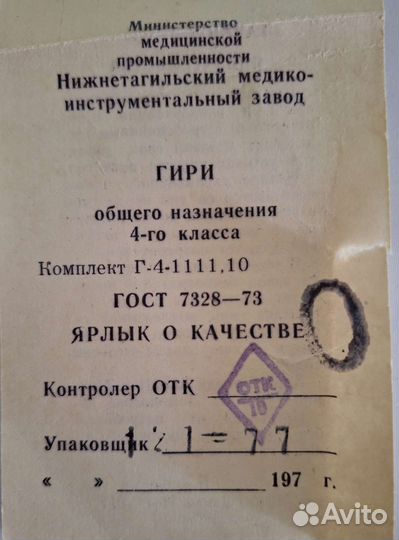 Министерство
медицинской
промышленности
Нижнетагильский медико-
инструментальный завод
ГИРИ
общего назначения
4-го класса
Комплект Г-4-1111,10
ГОСТ 7328—73
ЯРЛЫК О КАЧЕСТВЕ
Контролер ОТК
ОТК
Упаковщик
« » 197 г.
Avito